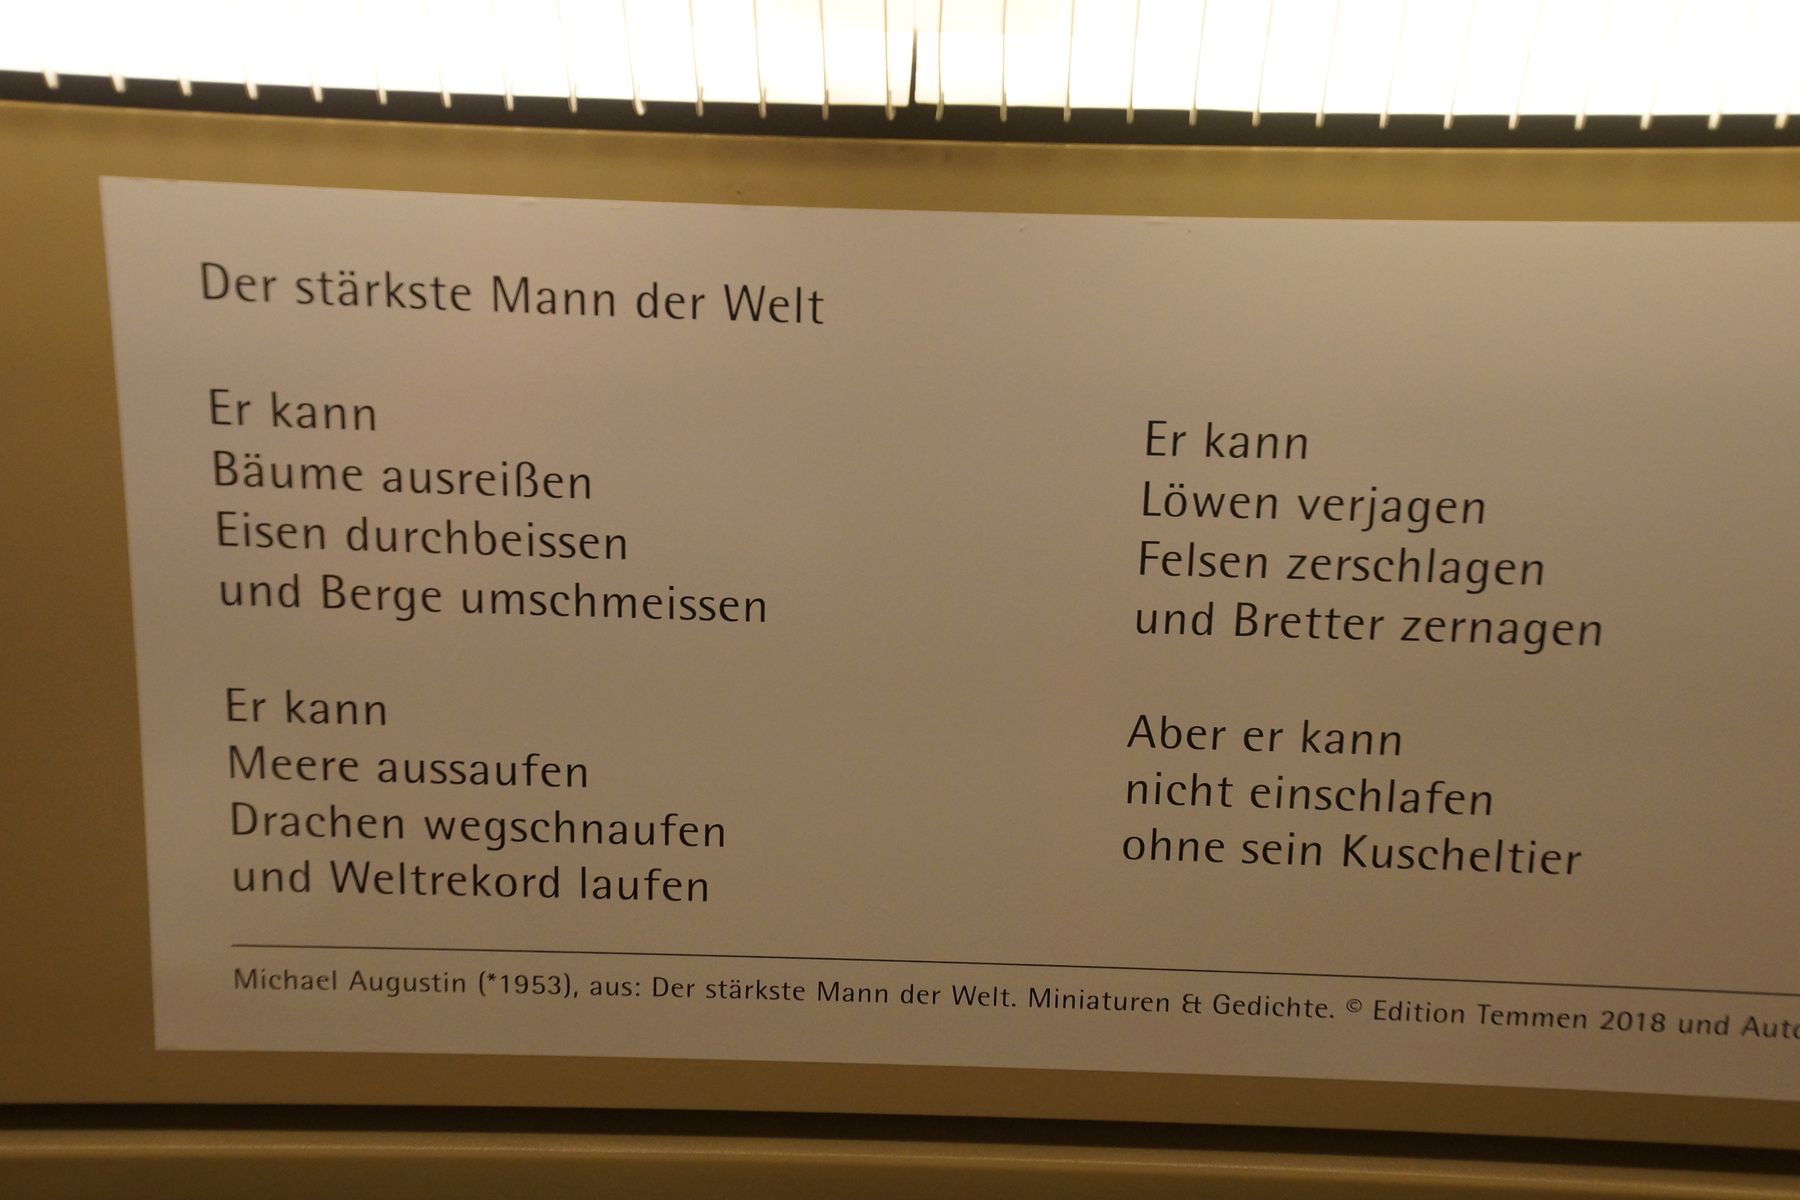 Der stärkste Mann der Welt
Er kann
Bäume ausreißen
Eisen durchbeissen
und Berge umschmeissen
Er kann
Meere aussaufen
Drachen wegschnaufen
und Weltrekord laufen
Er kann
Löwen verjagen
Felsen zerschlagen
und Bretter zernagen
Aber er kann
nicht einschlafen
ohne sein Kuscheltier
Michael Augustin (*1953), aus: Der stärkste Mann der Welt. Miniaturen & Gedichte. © Edition Temmen 2018 und